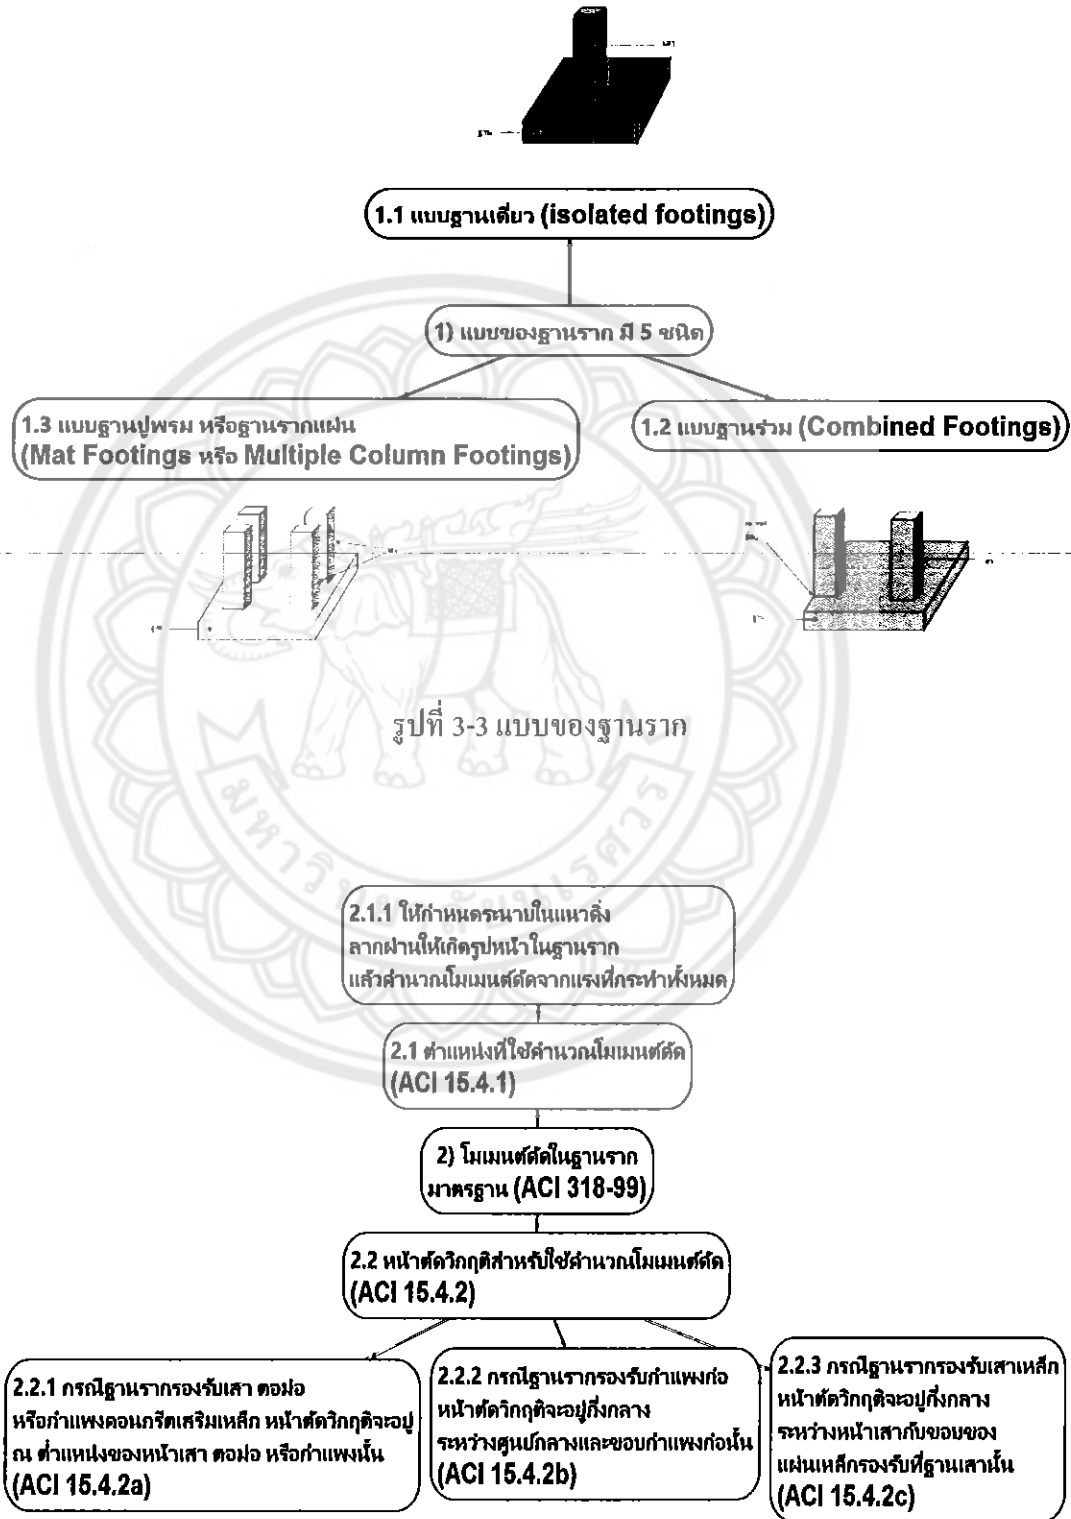 1.1 แบบฐานเดี่ยว (isolated footings)
1) แบบของฐานราก มี 5 ชนิด
1.3 แบบฐานปูพรม หรือฐานรากแผ่น
(Mat Footings หรือ Multiple Column Footings)
1.2 แบบฐานร่วม (Combined Footings)
รูปที่ 3-3 แบบของฐานราก
มหาวิทยาลัยนเรศวร
2.1.1 ให้กำหนดระนาบในแนวดิ่ง
ลากผ่านให้เกิดรูปหน้าในฐานราก
แล้วคำนวณโมเมนต์ดัดจากแรงที่กระทำทั้งหมด
2.1 ตำแหน่งที่ใช้คำนวณโมเมนต์ดัด
(ACI 15.4.1)
2) โมเมนต์ดัดในฐานราก
มาตรฐาน (ACI 318-99)
2.2 หน้าตัดวิกฤติสำหรับใช้คำนวณโมเมนต์ดัด
(ACI 15.4.2)
2.2.1 กรณีฐานรากรองรับเสา ตอม่อ
หรือกำแพงคอนกรีตเสริมเหล็ก หน้าตัดวิกฤติจะอยู่
ณ ตำแหน่งของหน้าเสา ตอม่อ หรือกำแพงนั้น
(ACI 15.4.2a)
2.2.2 กรณีฐานรากรองรับกำแพงก่อ
หน้าตัดวิกฤติจะอยู่กึ่งกลาง
ระหว่างศูนย์กลางและขอบกำแพงก่อนั้น
(ACI 15.4.2b)
2.2.3 กรณีฐานรากรองรับเสาเหล็ก
หน้าตัดวิกฤติจะอยู่กึ่งกลาง
ระหว่างหน้าเสากับขอบของ
แผ่นเหล็กรองรับที่ฐานเสานั้น
(ACI 15.4.2c)